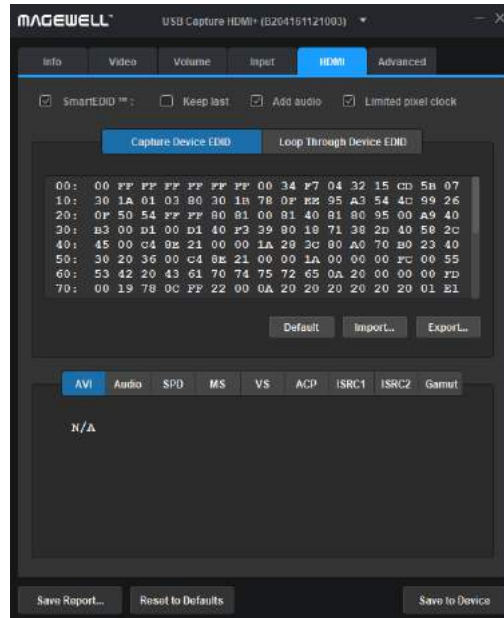 MAGEWELL™ USB Capture HDMI+ (B204161121003)
Info Video Volume Input HDMI Advanced
SmartEDID ™ : Keep last Add audio Limited pixel clock
Capture Device EDID Loop Through Device EDID
00: 00 FF FF FF FF FF FF 00 34 F7 04 32 15 CD 5B 07
10: 30 1A 01 03 80 30 1B 78 0F EE 95 A3 54 4C 99 26
20: 0F 50 54 FF FF 80 81 00 81 40 81 80 95 00 A9 40
30: B3 00 D1 00 D1 40 F3 39 80 18 71 38 2D 40 58 2C
40: 45 00 C4 8E 21 00 00 1A 28 3C 80 A0 70 B0 23 40
50: 30 20 36 00 C4 8E 21 00 00 1A 00 00 00 FC 00 55
60: 53 42 20 43 61 70 74 75 72 65 0A 20 00 00 00 FD
70: 00 19 78 0C FF 22 00 0A 20 20 20 20 20 20 01 E1
Default Import... Export...
AVI Audio SPD MS VS ACP ISRC1 ISRC2 Gamut
N/A
Save Report... Reset to Defaults Save to Device